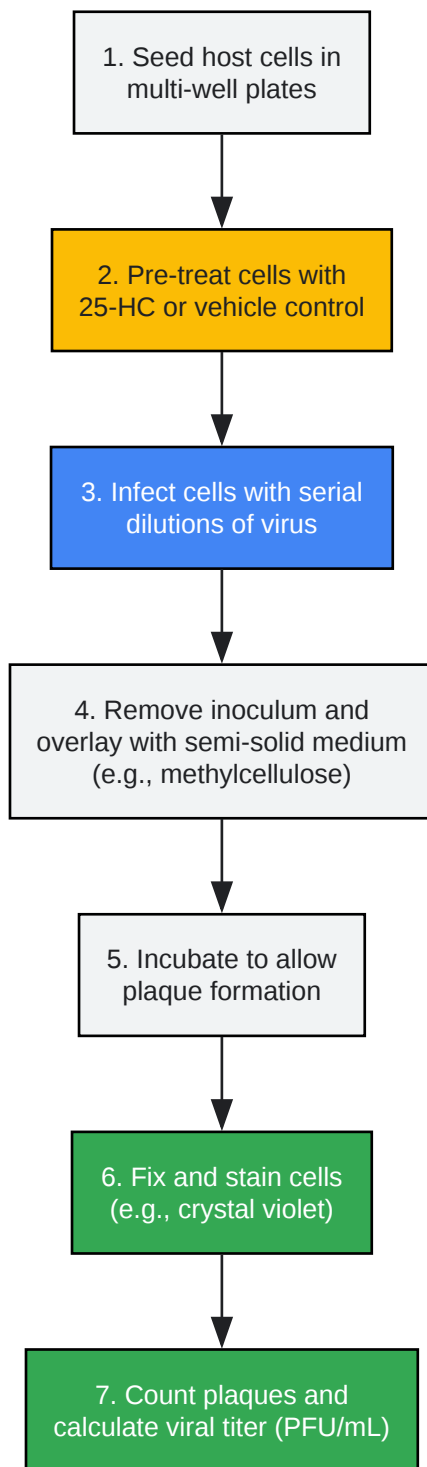 1. Seed host cells in
multi-well plates
2. Pre-treat cells with
25-HC or vehicle control
3. Infect cells with serial
dilutions of virus
4. Remove inoculum and
overlay with semi-solid medium
(e.g., methylcellulose)
5. Incubate to allow
plaque formation
6. Fix and stain cells
(e.g., crystal violet)
7. Count plaques and
calculate viral titer (PFU/mL)